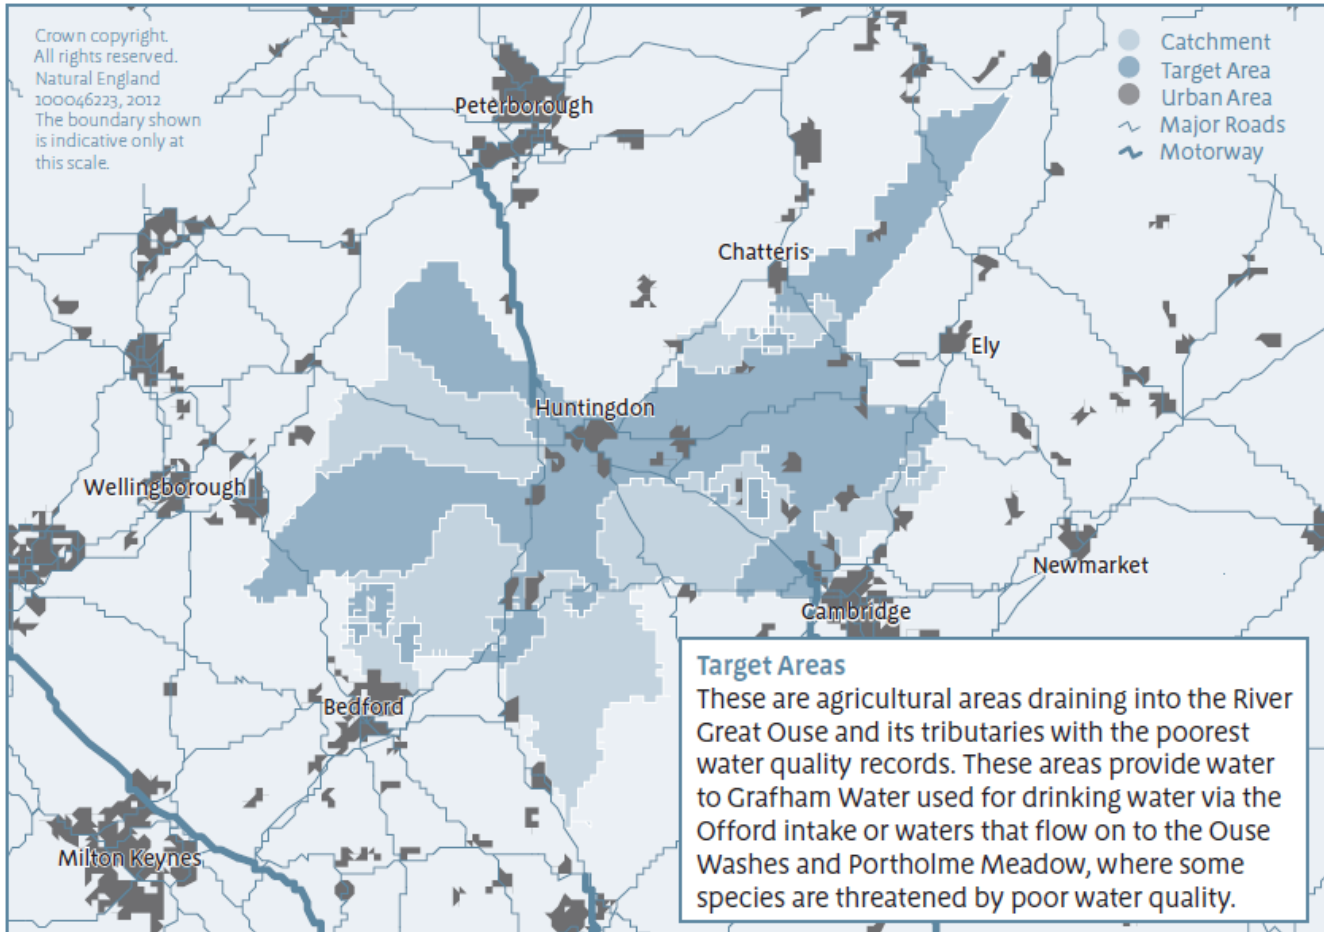 Crown copyright.
All rights reserved.
Natural England
100046223, 2012
The boundary shown
is indicative only at
this scale.
Catchment
Target Area
Urban Area
Major Roads
Motorway
Peterborough
Chatteris
Ely
Huntingdon
Wellingborough
Newmarket
Cambridge
Bedford
Milton Keynes
Target Areas
These are agricultural areas draining into the River
Great Ouse and its tributaries with the poorest
water quality records. These areas provide water
to Grafham Water used for drinking water via the
Offord intake or waters that flow on to the Ouse
Washes and Portholme Meadow, where some
species are threatened by poor water quality.